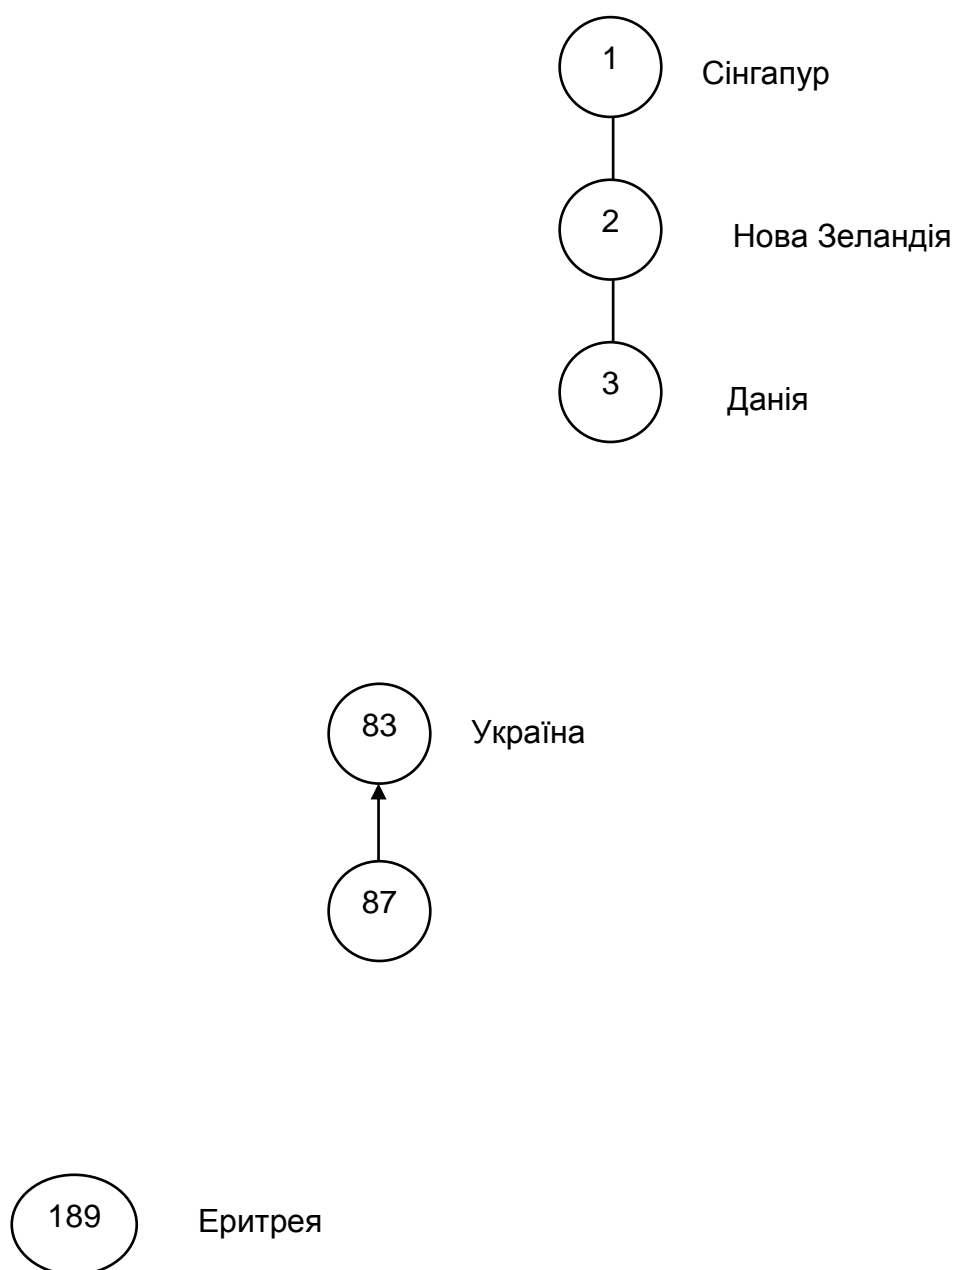 1 Сінгапур
2 Нова Зеландія
3 Данія
83 Україна
87
189 Еритрея